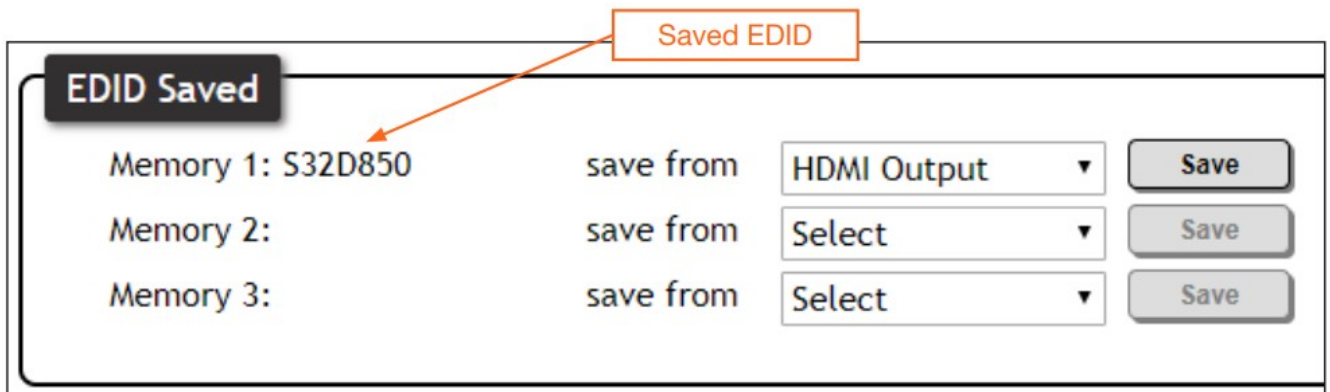 Saved EDID
EDID Saved
Memory 1: S32D850 save from HDMI Output Save
Memory 2: save from Select Save
Memory 3: save from Select Save